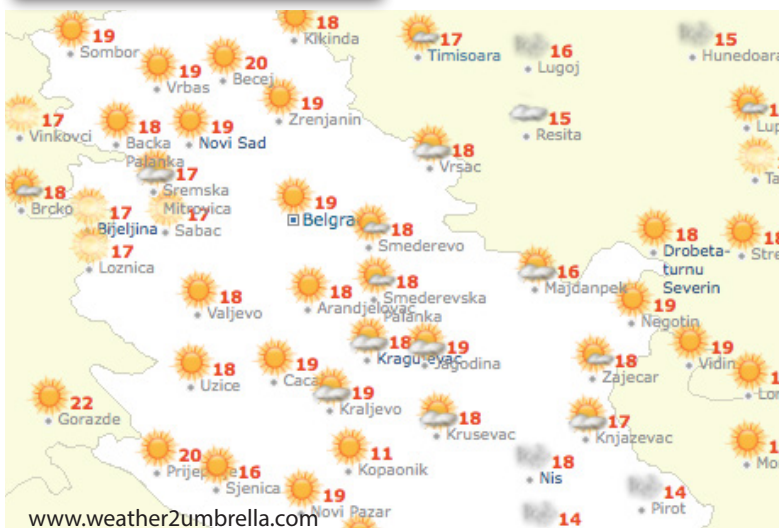 18
Kikinda
19
Sombor
17
Timisoara
16
Lugoj
15
Hunedoara
19
Vrbas
20
Becej
19
Zrenjanin
17
Vinkovci
18
Backa
Palanka
19
Novi Sad
15
Resita
18
Vrsac
17
Sremska
Mitrovica
18
Brcko
17
Bijeljina
17
Sabac
19
Belgra
18
Smederevo
18
Drobeta-
turnu
Severin
18
Stre
17
Loznica
16
Majdanpek
18
Valjevo
18
Arandjelovac
18
Smederevska
Palanka
19
Negotin
18
Kragujevac
19
Jagodina
18
Uzice
19
Caca
18
Zajecar
19
Vidin
Lom
22
Gorazde
19
Kraljevo
18
Krusevac
17
Knjazevac
20
16
Sjenica
11
Kopaonik
18
Nis
19
Novi Pazar
14
Pirot
14
www.weather2umbrella.com